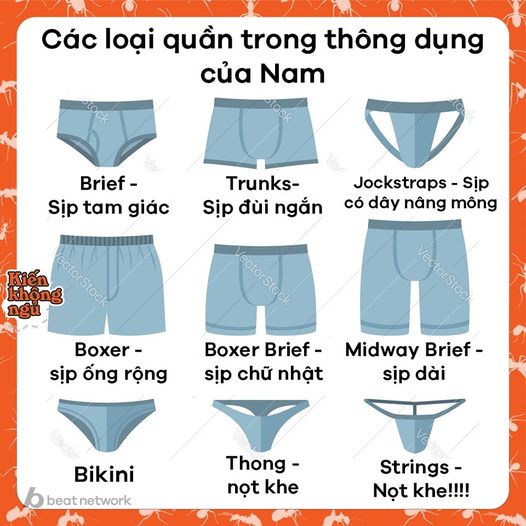 Các loại quần trong thông dụng
của Nam
Brief -
Sịp tam giác
Trunks-
Sịp đùi ngắn
Jockstraps - Sịp
có dây nâng mông
Kiến
không
ngủ
Boxer -
sịp ống rộng
Boxer Brief -
sịp chữ nhật
Midway Brief -
sịp dài
Bikini
Thong -
nọt khe
Strings -
Nọt khe!!!!
beat network
VectorStock